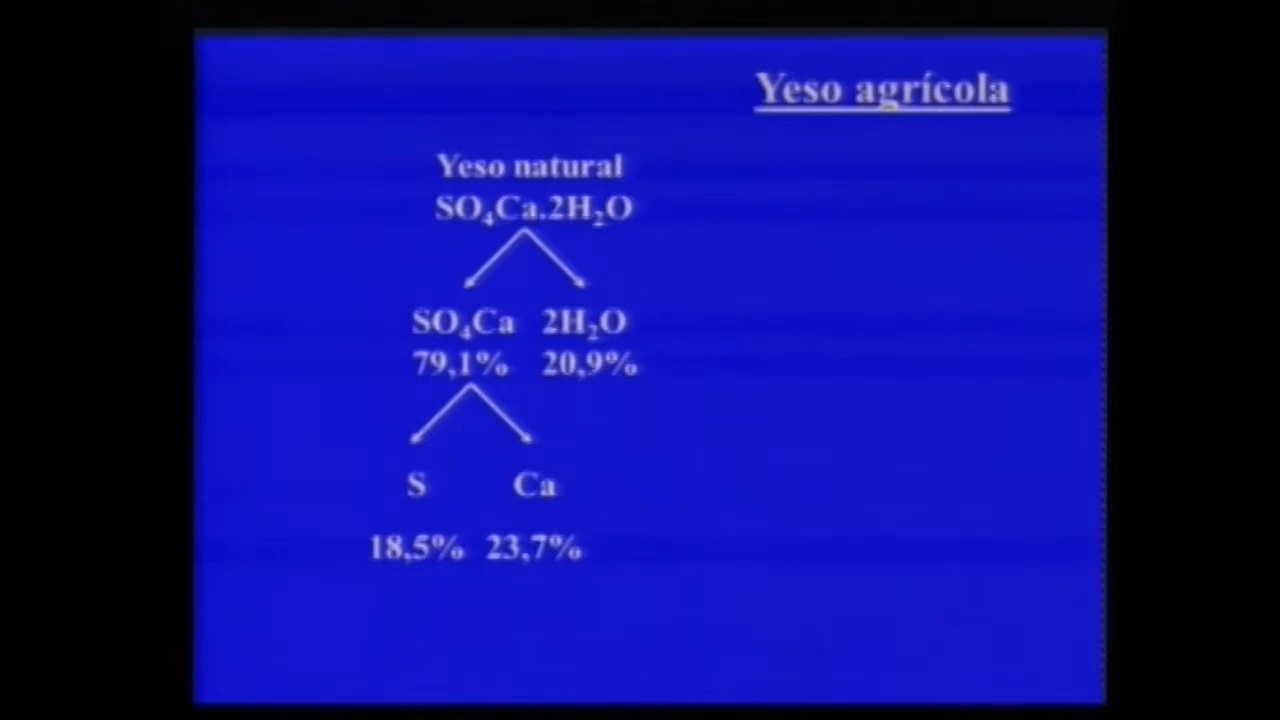 Yeso agrícola
Yeso natural
SO₄Ca.2H₂O
SO₄Ca 2H₂O
79,1% 20,9%
S Ca
18,5% 23,7%